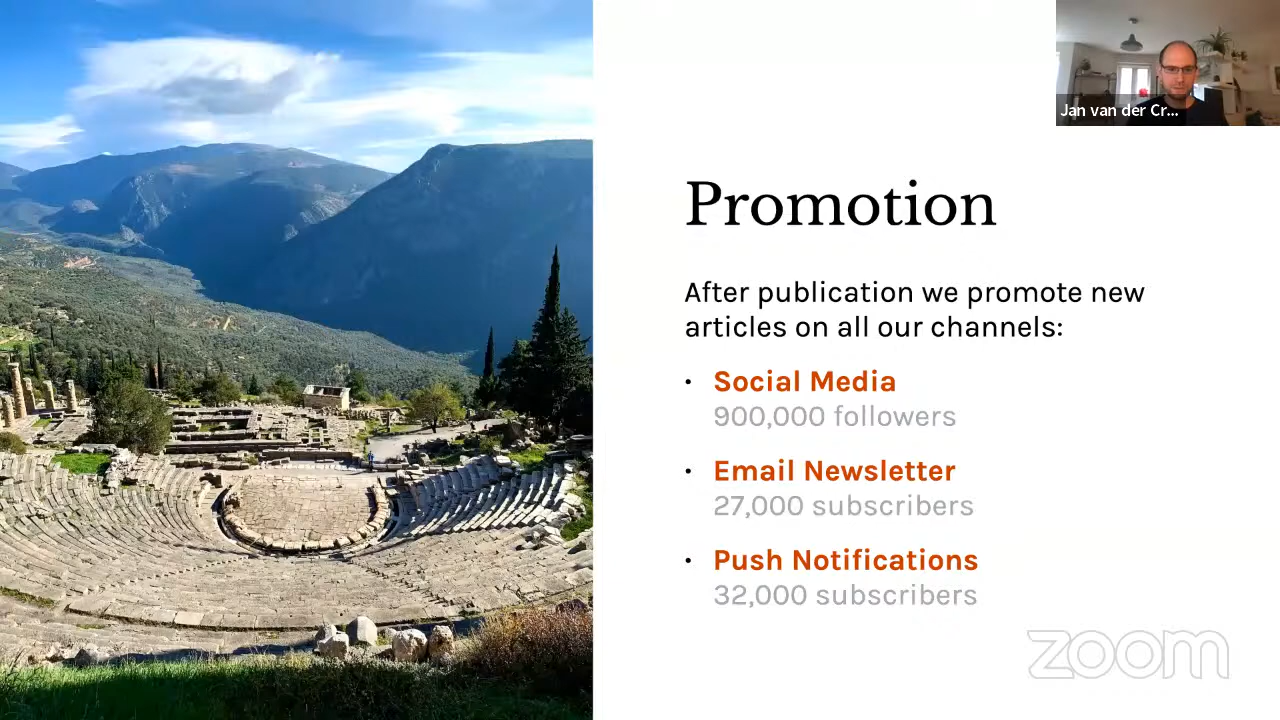 Jan van der Cr...
Promotion
After publication we promote new
articles on all our channels:
• Social Media
900,000 followers
• Email Newsletter
27,000 subscribers
• Push Notifications
32,000 subscribers
zoom